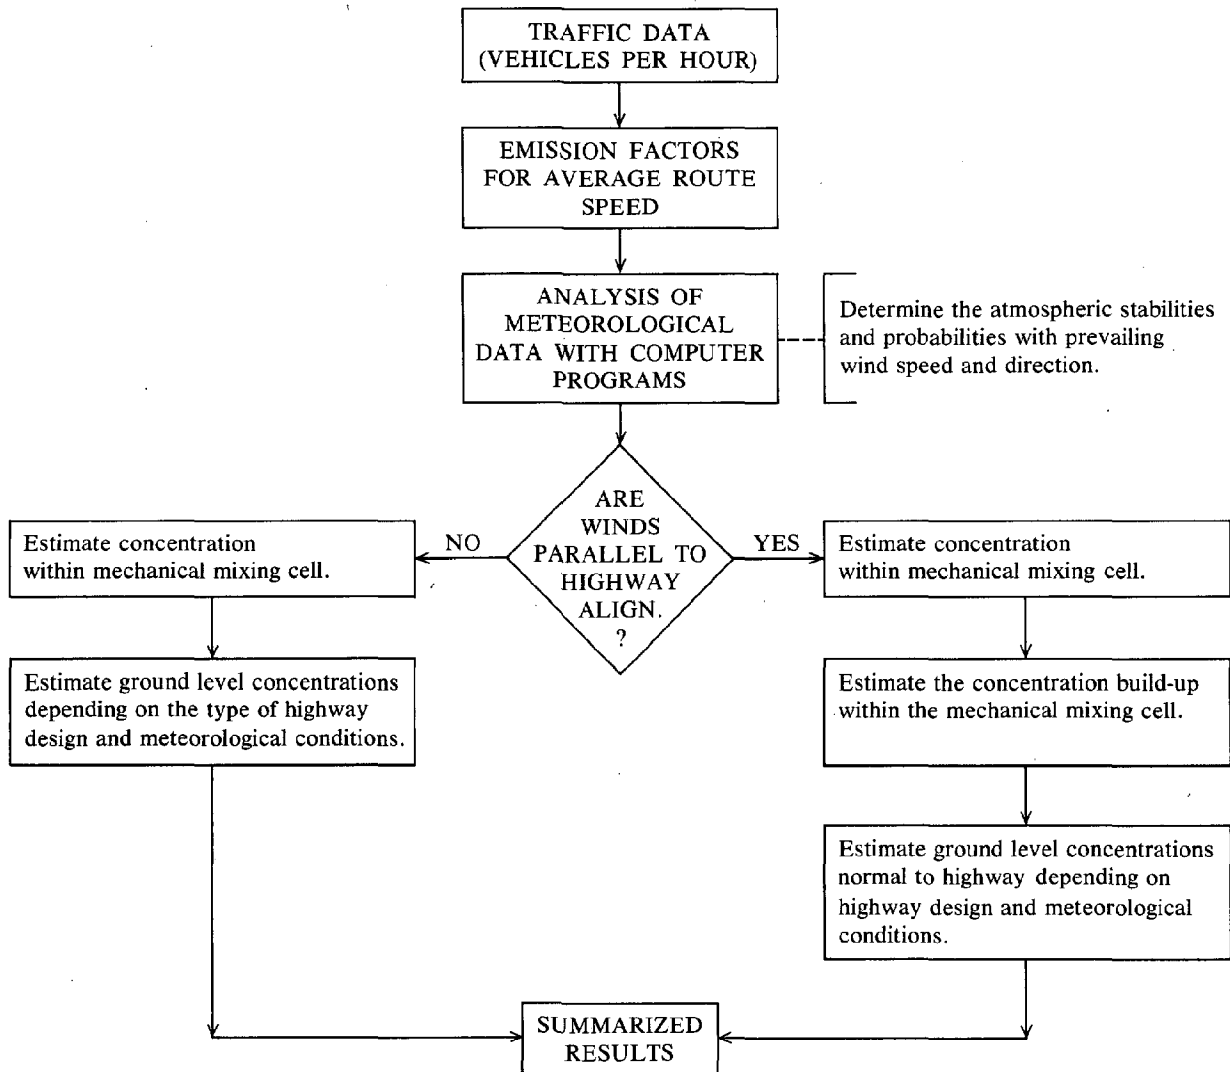 TRAFFIC DATA
(VEHICLES PER HOUR)
EMISSION FACTORS
FOR AVERAGE ROUTE
SPEED
ANALYSIS OF
METEOROLOGICAL
DATA WITH COMPUTER
PROGRAMS
Determine the atmospheric stabilities
and probabilities with prevailing
wind speed and direction.
ARE
WINDS
PARALLEL TO
HIGHWAY
ALIGN.
?
NO
YES
Estimate concentration
within mechanical mixing cell.
Estimate ground level concentrations
depending on the type of highway
design and meteorological conditions.
Estimate concentration
within mechanical mixing cell.
Estimate the concentration build-up
within the mechanical mixing cell.
Estimate ground level concentrations
normal to highway depending on
highway design and meteorological
conditions.
SUMMARIZED
RESULTS